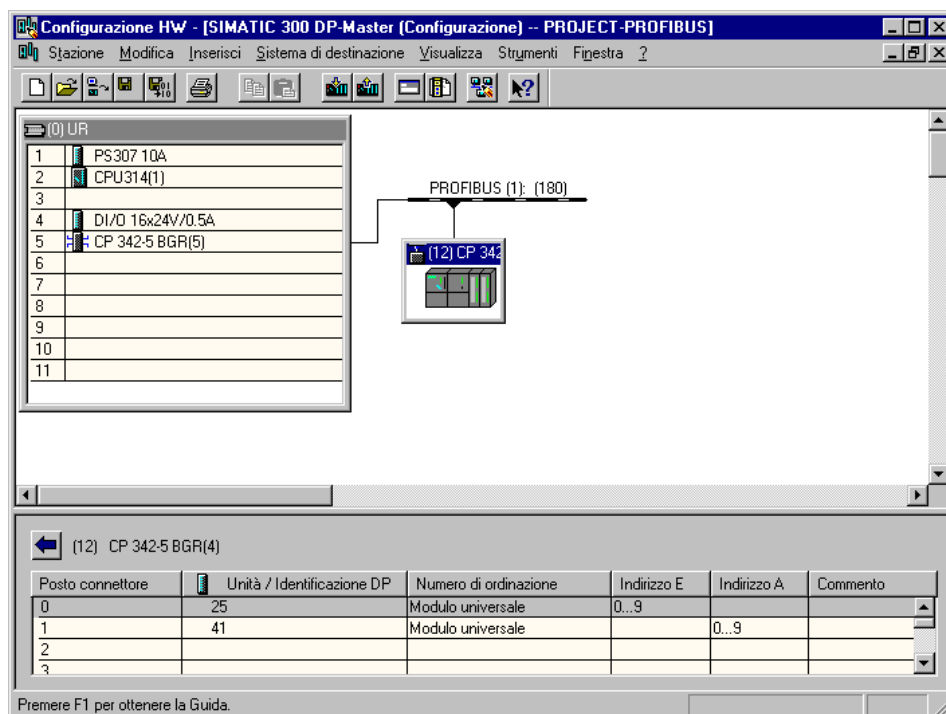 Configurazione HW - [SIMATIC 300 DP-Master (Configurazione) -- PROJECT-PROFIBUS]
Stazione Modifica Inserisci Sistema di destinazione Visualizza Strumenti Finestra ?
(0) UR
1 PS307 10A
2 CPU314(1)
3
4 DI/O 16x24V/0.5A
5 CP 342-5 BGR(5)
6
7
8
9
10
11
PROFIBUS (1): (180)
(12) CP 342
(12) CP 342-5 BGR(4)
Posto connettore Unità / Identificazione DP Numero di ordinazione Indirizzo E Indirizzo A Commento
0 25 Modulo universale 0...9
1 41 Modulo universale 0...9
2
3
Premere F1 per ottenere la Guida.